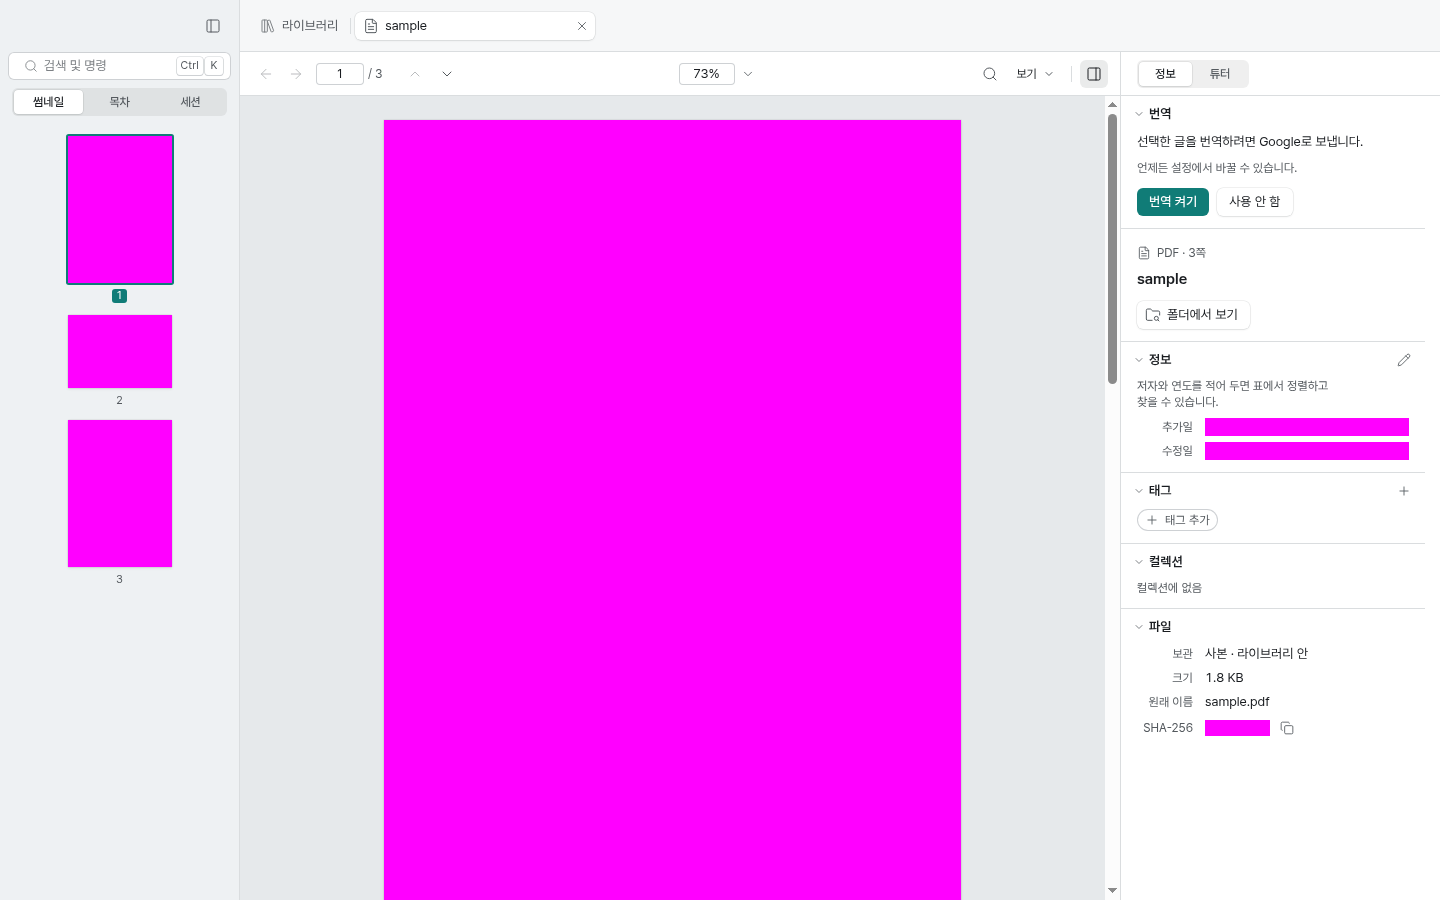 라이브러리
sample
검색 및 명령
Ctrl
K
1
/ 3
73%
보기
정보
튜터
썸네일
목차
세션
1
2
3
번역
선택한 글을 번역하려면 Google로 보냅니다.
언제든 설정에서 바꿀 수 있습니다.
번역 켜기
사용 안 함
PDF · 3쪽
sample
폴더에서 보기
정보
저자와 연도를 적어 두면 표에서 정렬하고
찾을 수 있습니다.
추가일
수정일
태그
태그 추가
컬렉션
컬렉션에 없음
파일
보관 사본 · 라이브러리 안
크기 1.8 KB
원래 이름 sample.pdf
SHA-256